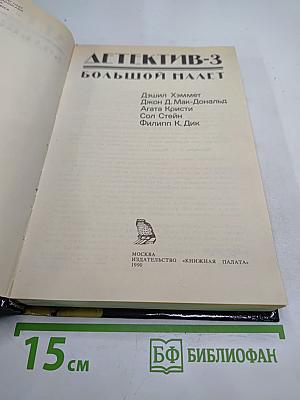 ДЕТЕКТИВ-3
БОЛЬШОЙ НАЛЕТ
Дэшил Хэммет
Джон Д. Мак-Дональд
Агата Кристи
Сол Стейн
Филипп К. Дик
МОСКВА
ИЗДАТЕЛЬСТВО «КНИЖНАЯ ПАЛАТА»
1990
15 см
БФ БИБЛИОФАН